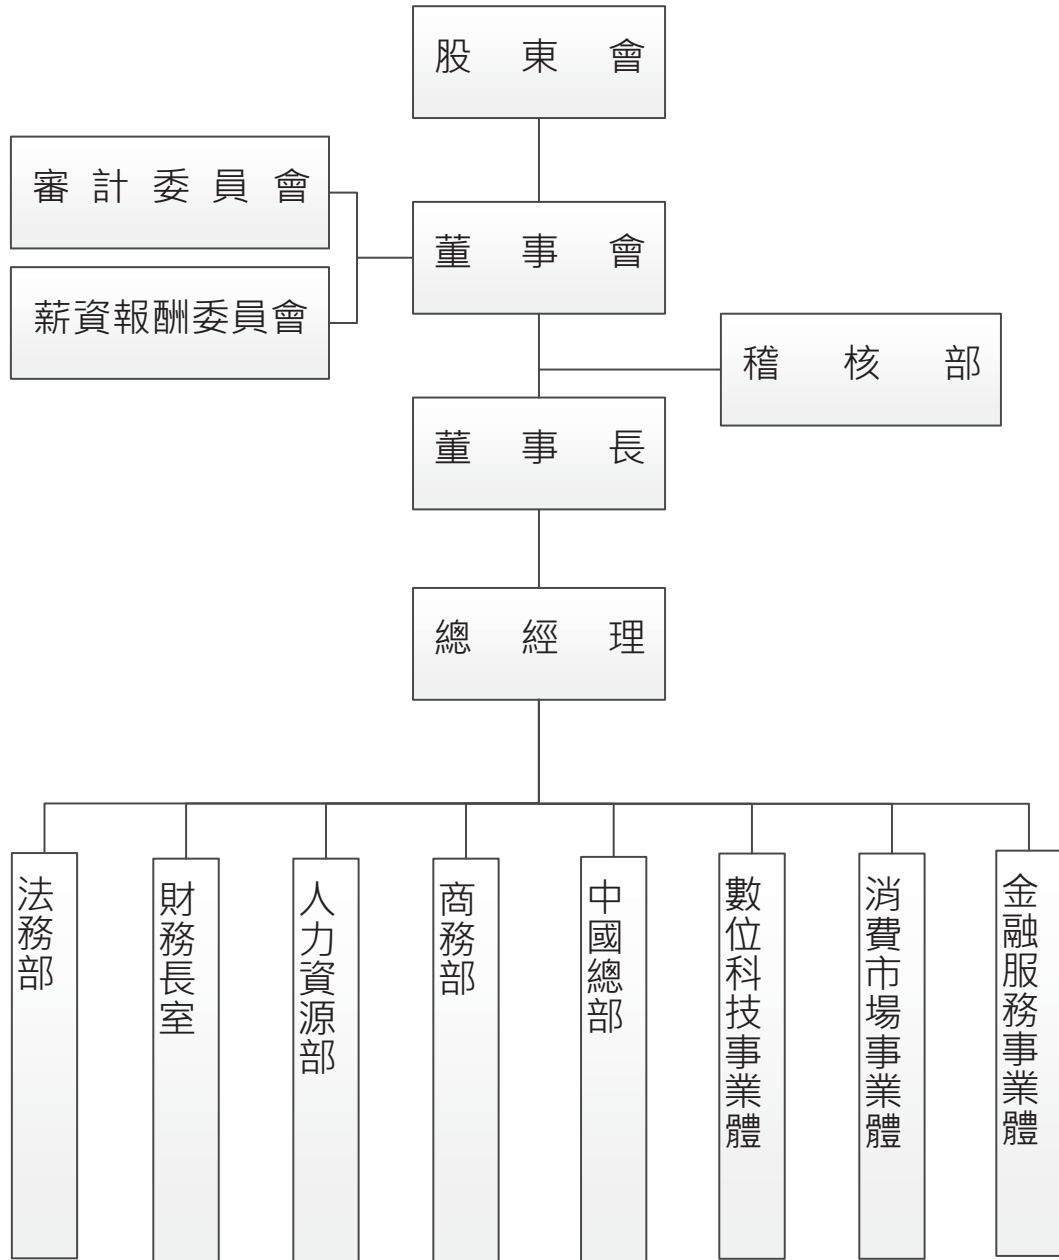 股東會
審計委員會
董事會
薪資報酬委員會
稽核部
董事長
總經理
法務部
財務長室
人力資源部
商務部
中國總部
數位科技事業體
消費市場事業體
金融服務事業體